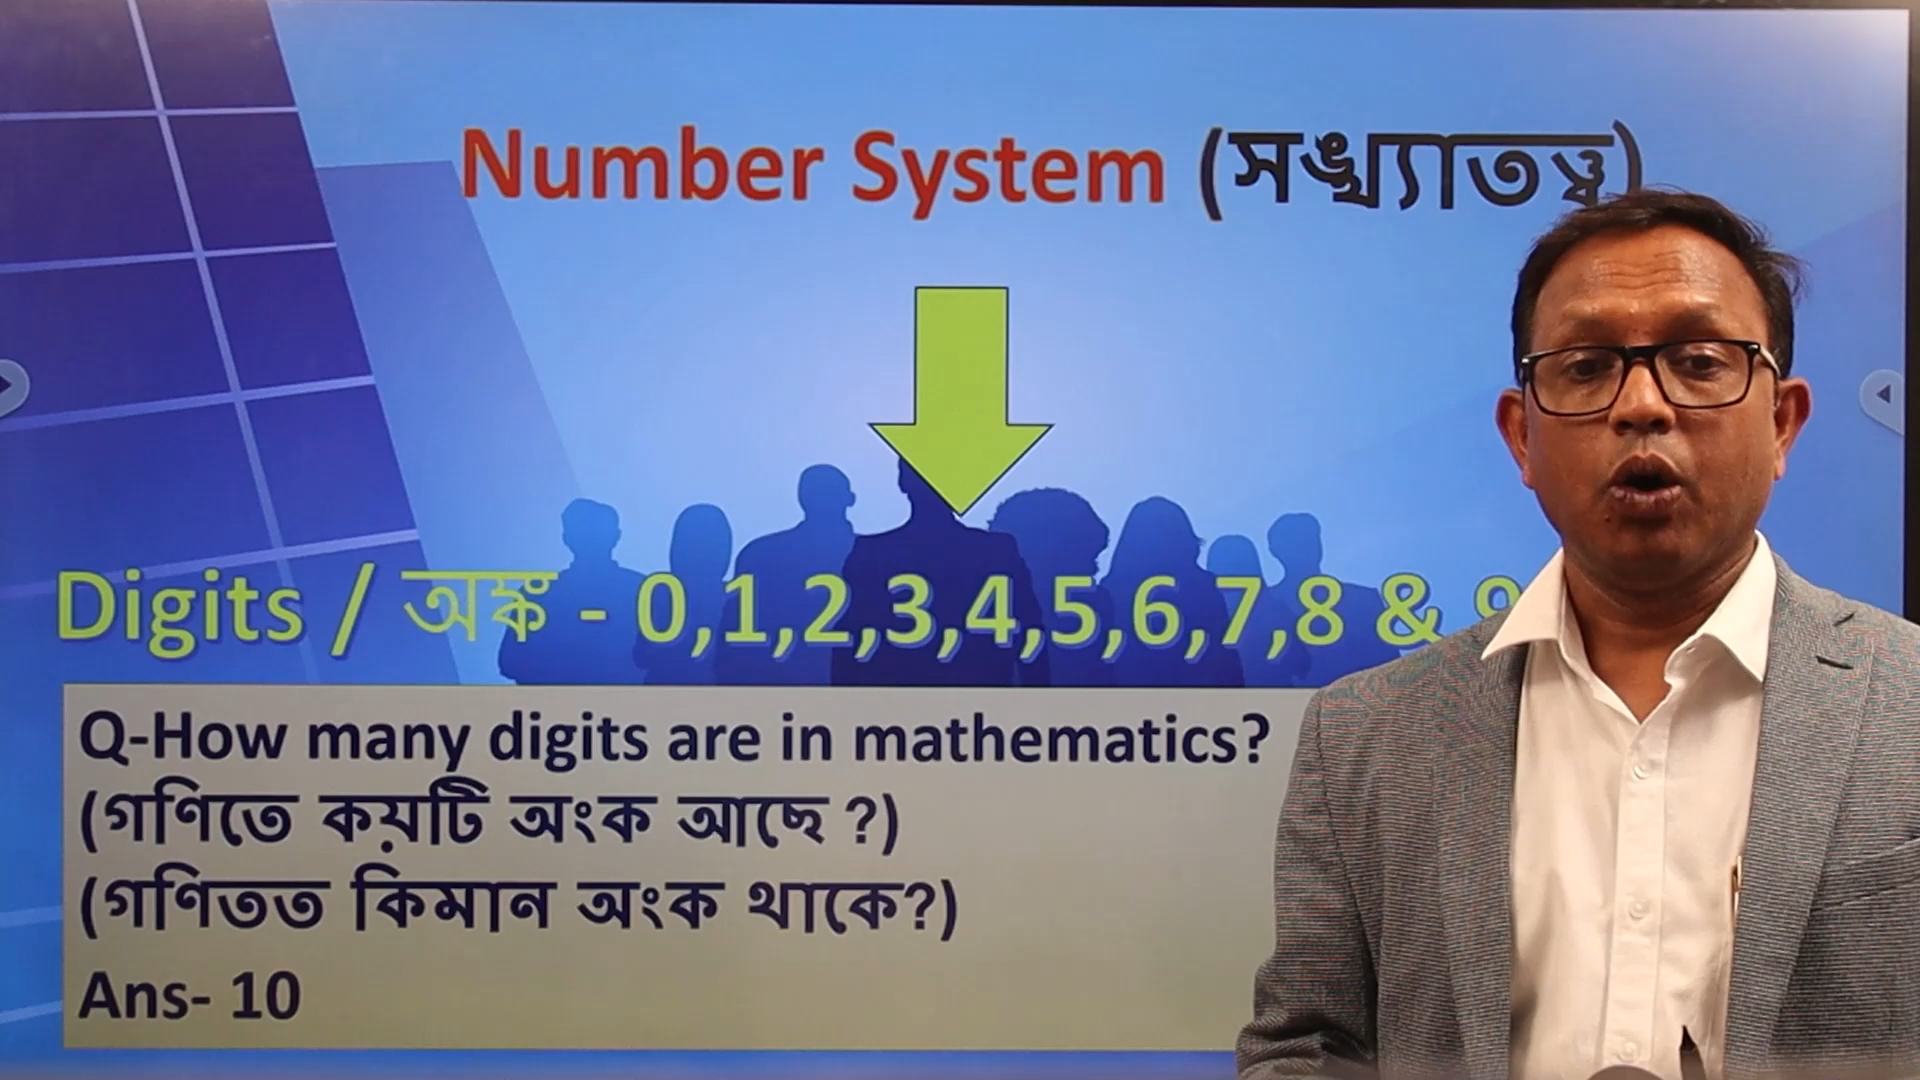 Number System (সঙ্খ্যাতত্ত্ব)
Digits / অঙ্ক - 0,1,2,3,4,5,6,7,8 & 9
Q-How many digits are in mathematics?
(গণিতে কয়টি অংক আছে ?)
(গণিতত কিমান অংক থাকে?)
Ans- 10